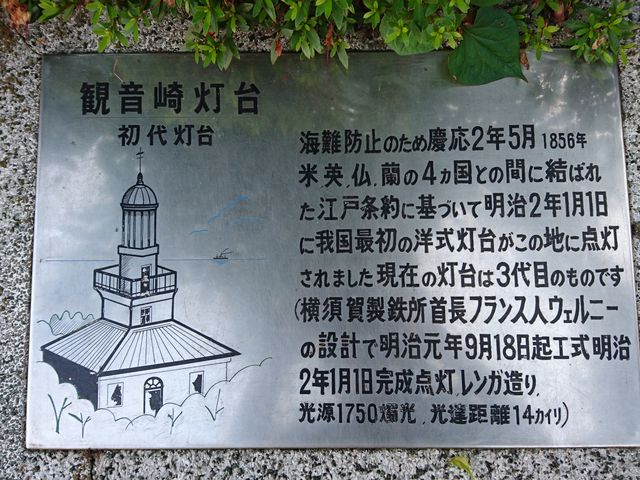 観音崎灯台
初代灯台
海難防止のため慶応2年5月 1856年
米,英,仏,蘭の4ヵ国との間に結ばれ
た江戸条約に基づいて明治2年1月1日
に我国最初の洋式灯台がこの地に点灯
されました 現在の灯台は3代目のものです
(横須賀製鉄所首長フランス人ウェルニー
の設計で明治元年9月18日起工式明治
2年1月1日完成点灯,レンガ造り,
光源1750燭光,光達距離14カイリ)